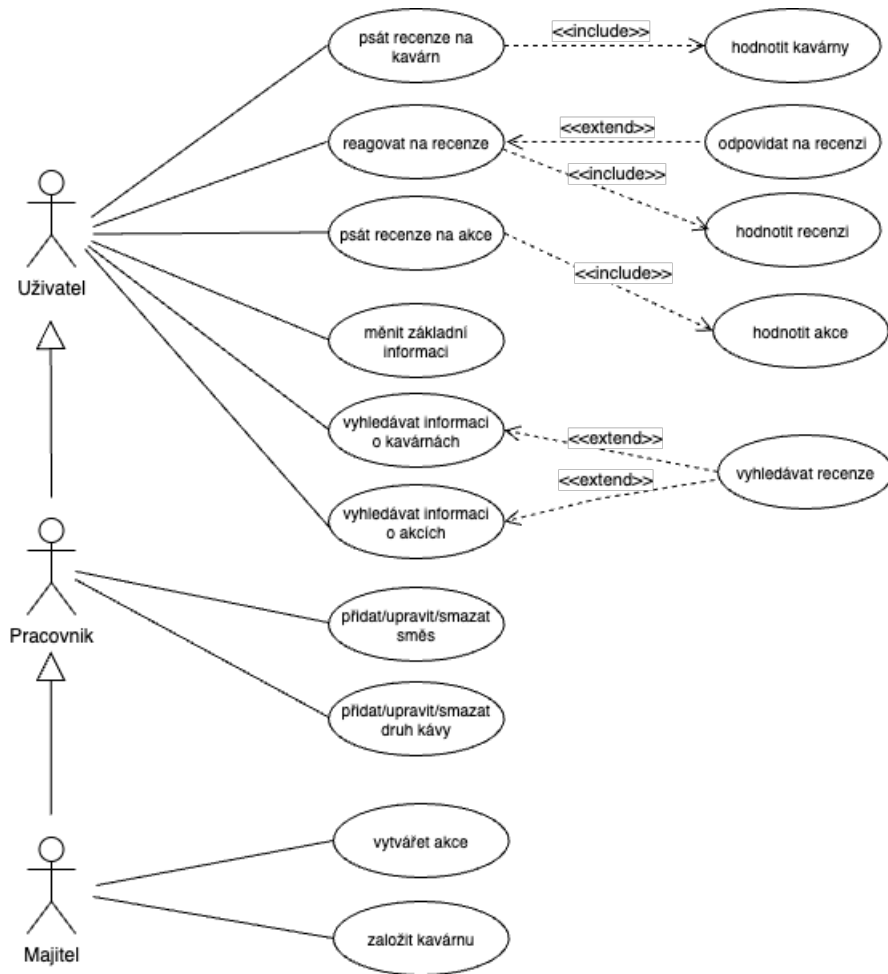 psát recenze na
kavárn
<<include>>
hodnotit kavárny
reagovat na recenze
<<extend>>
odpovidat na recenzi
<<include>>
hodnotit recenzi
psát recenze na akce
<<include>>
hodnotit akce
Uživatel
měnit základní
informaci
vyhledávat informaci
o kavárnách
<<extend>>
vyhledávat recenze
<<extend>>
vyhledávat informaci
o akcích
Pracovnik
přidat/upravit/smazat
směs
přidat/upravit/smazat
druh kávy
vytvářet akce
Majitel
založit kavárnu